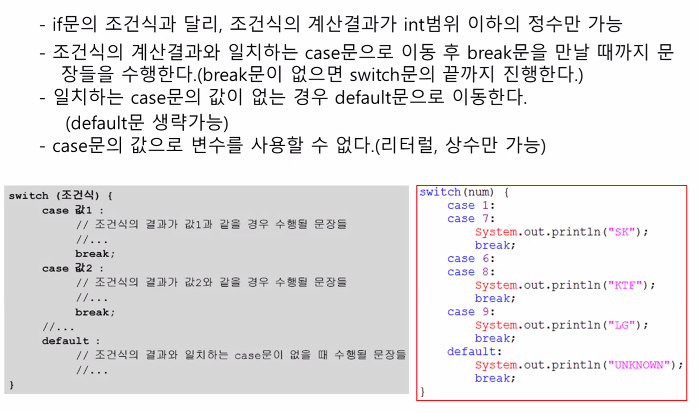 - if문의 조건식과 달리, 조건식의 계산결과가 int범위 이하의 정수만 가능
- 조건식의 계산결과와 일치하는 case문으로 이동 후 break문을 만날 때까지 문
장들을 수행한다.(break문이 없으면 switch문의 끝까지 진행한다.)
- 일치하는 case문의 값이 없는 경우 default문으로 이동한다.
(default문 생략가능)
- case문의 값으로 변수를 사용할 수 없다.(리터럴, 상수만 가능)
switch (조건식) {
case 값1 :
// 조건식의 결과가 값1과 같을 경우 수행될 문장들
//...
break;
case 값2 :
// 조건식의 결과가 값2와 같을 경우 수행될 문장들
//...
break;
//...
default :
// 조건식의 결과와 일치하는 case문이 없을 때 수행될 문장들
//...
}
switch(num) {
case 1:
case 7:
System.out.println("SK");
break;
case 6:
case 8:
System.out.println("KTF");
break;
case 9:
System.out.println("LG");
break;
default:
System.out.println("UNKNOWN");
break;
}